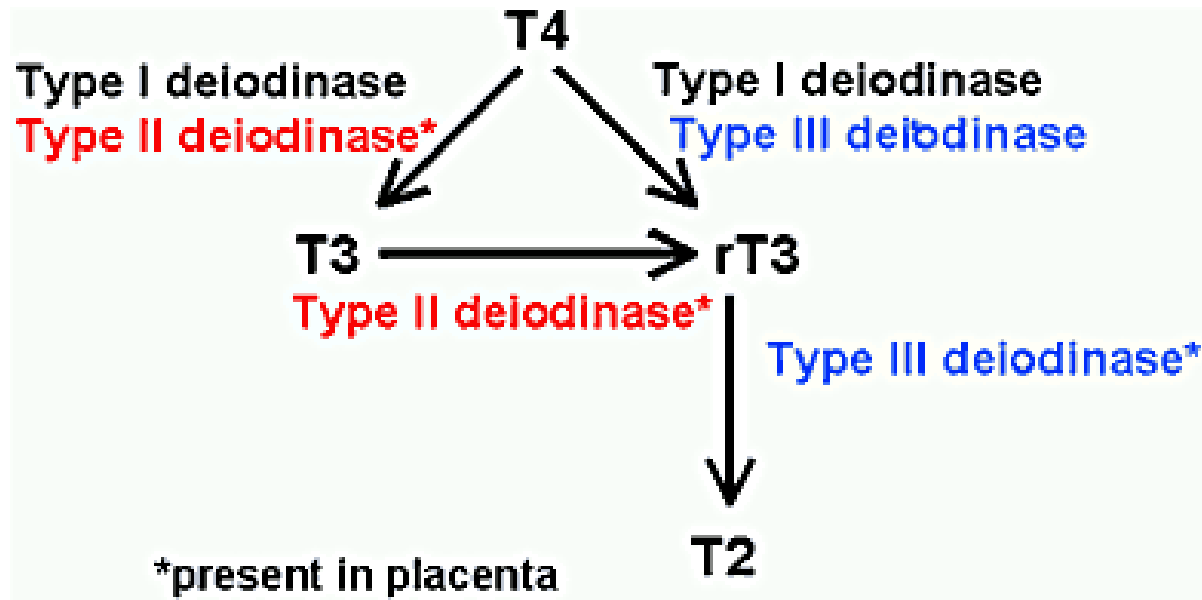 T4
Type I deiodinase
Type II deiodinase*
Type I deiodinase
Type III deiodinase
T3
rT3
Type II deiodinase*
Type III deiodinase*
T2
*present in placenta